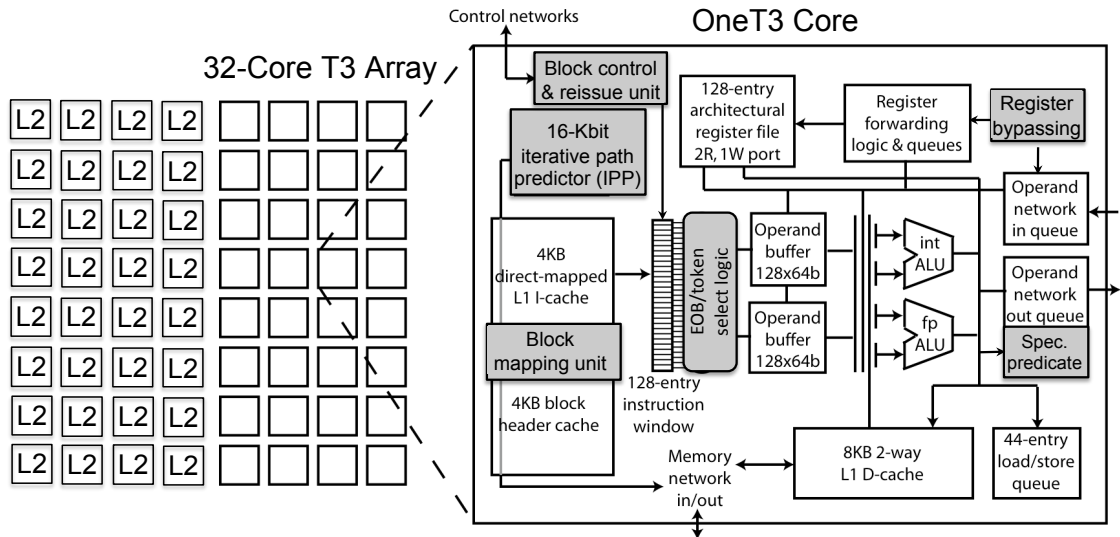 Control networks
OneT3 Core
32-Core T3 Array
L2 L2 L2 L2
L2 L2 L2 L2
L2 L2 L2 L2
L2 L2 L2 L2
L2 L2 L2 L2
L2 L2 L2 L2
L2 L2 L2 L2
L2 L2 L2 L2
Block control
& reissue unit
16-Kbit
iterative path
predictor (IPP)
128-entry
architectural
register file
2R, 1W port
Register
forwarding
logic & queues
Register
bypassing
Operand
network
in queue
4KB
direct-mapped
L1 I-cache
EOB/token
select logic
Operand
buffer
128x64b
Operand
buffer
128x64b
int
ALU
fp
ALU
Operand
network
out queue
Spec.
predicate
Block
mapping unit
4KB block
header cache
128-entry
instruction
window
Memory
network
in/out
8KB 2-way
L1 D-cache
44-entry
load/store
queue